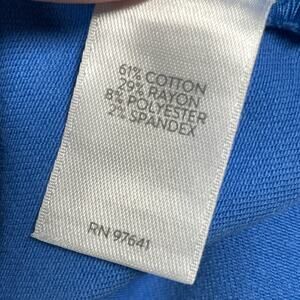 61% COTTON
29% RAYON
8% POLYESTER
2% SPANDEX
RN 97641